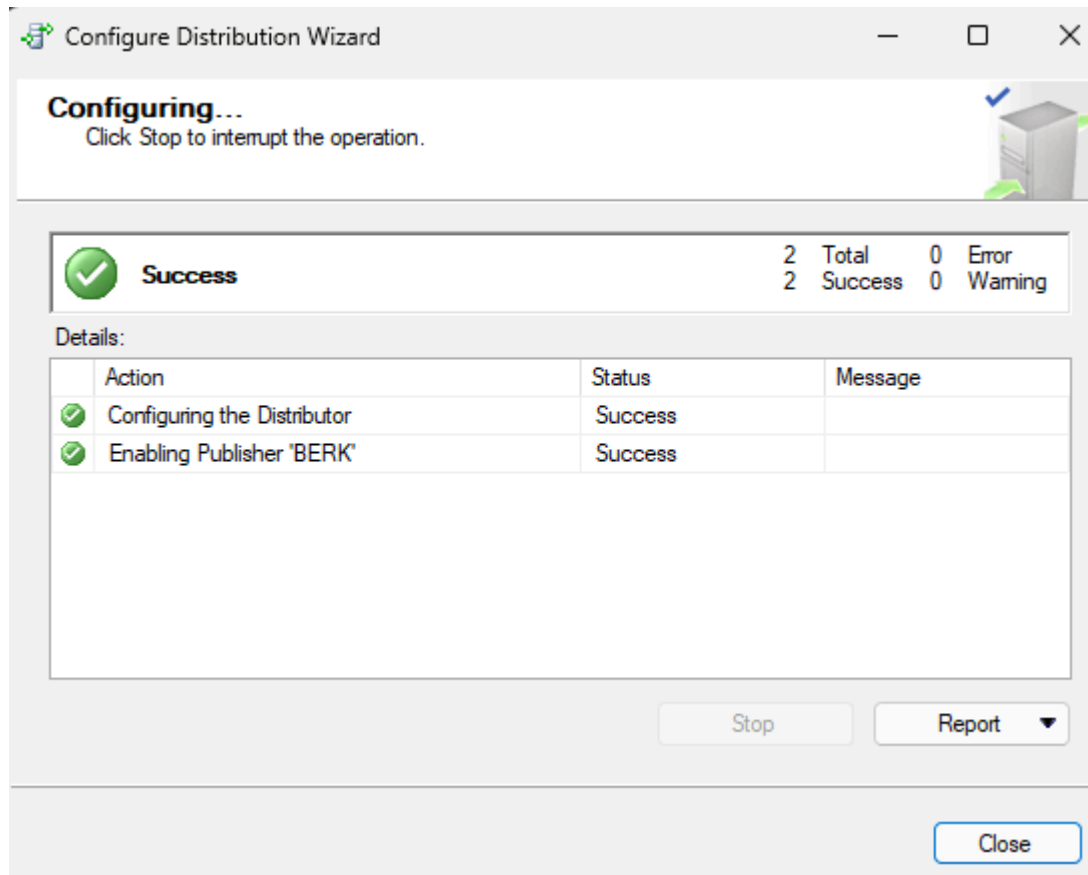 Configure Distribution Wizard
Configuring...
Click Stop to interrupt the operation.
Success 2 Total 0 Error
2 Success 0 Warning
Details:
Action Status Message
Configuring the Distributor Success
Enabling Publisher 'BERK' Success
Stop Report
Close